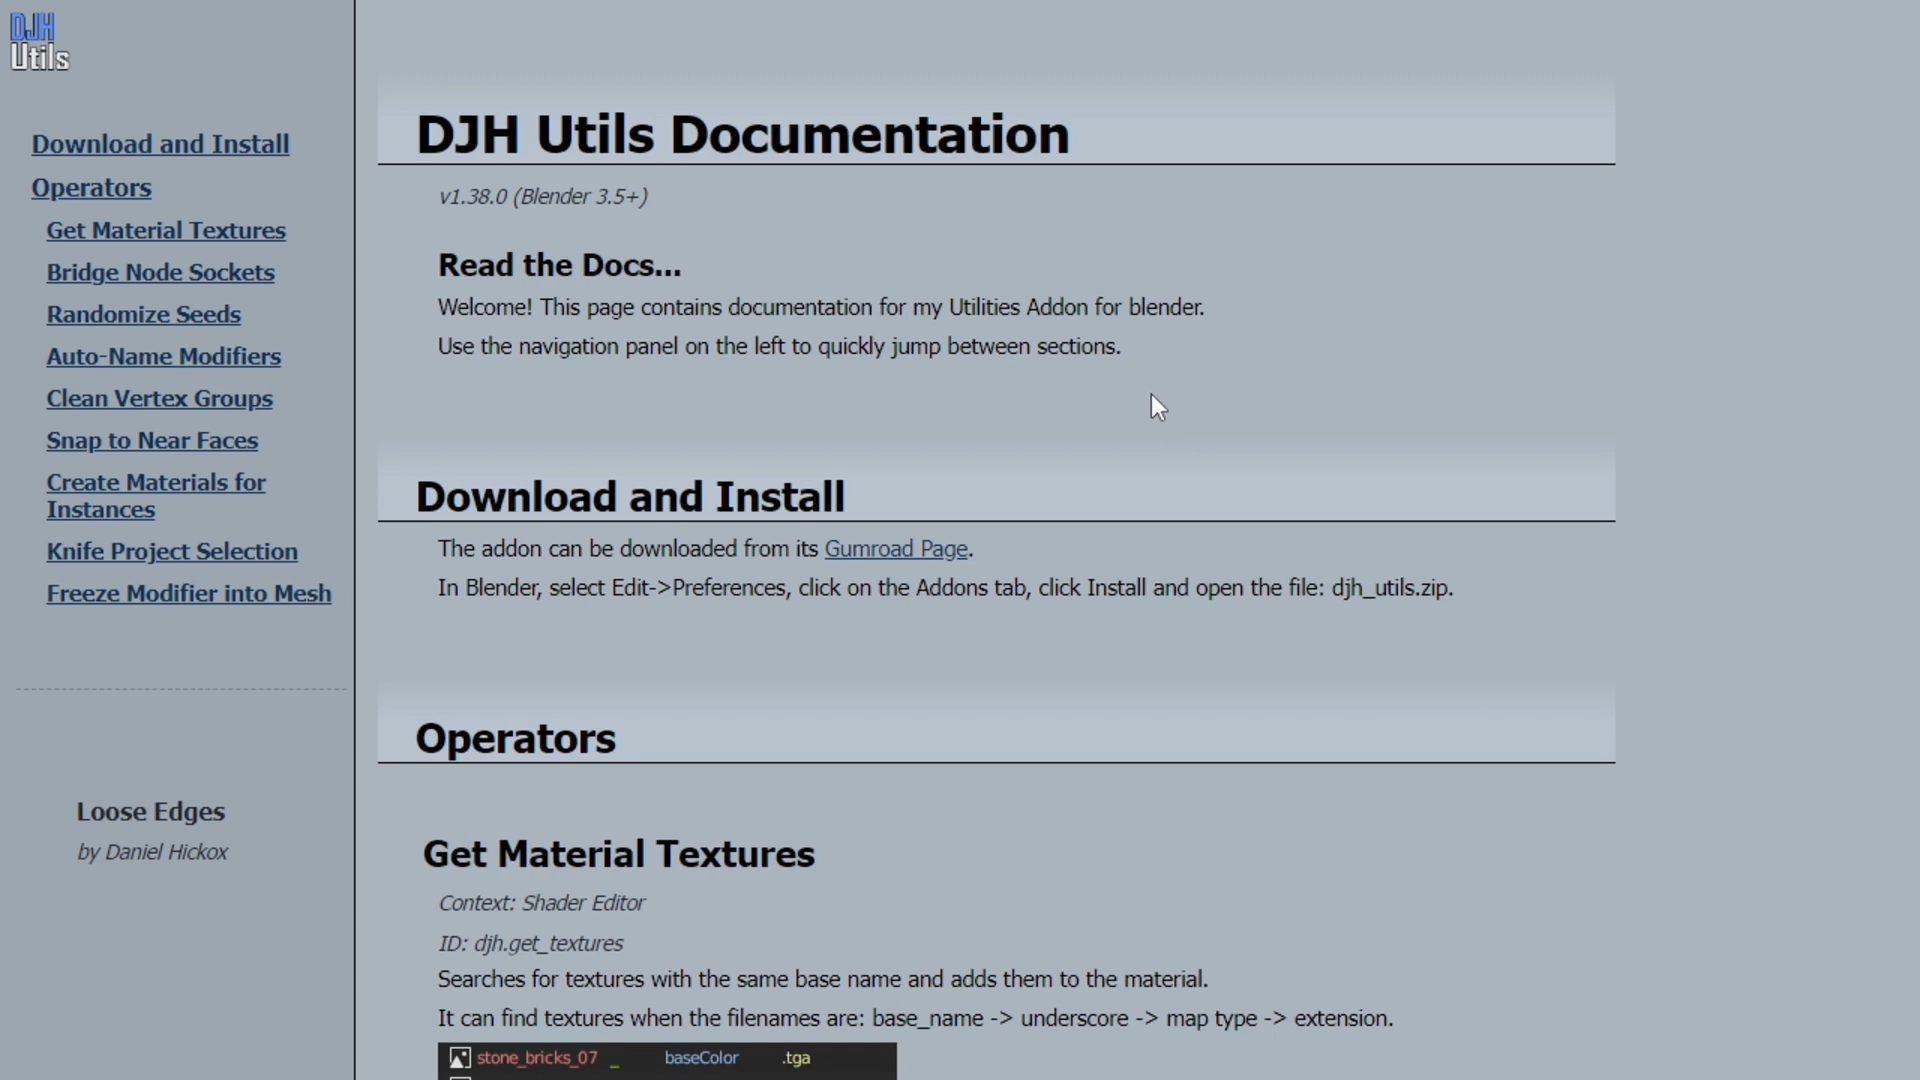 DJH
Utils
Download and Install
Operators
Get Material Textures
Bridge Node Sockets
Randomize Seeds
Auto-Name Modifiers
Clean Vertex Groups
Snap to Near Faces
Create Materials for
Instances
Knife Project Selection
Freeze Modifier into Mesh
Loose Edges
by Daniel Hickox
DJH Utils Documentation
v1.38.0 (Blender 3.5+)
Read the Docs...
Welcome! This page contains documentation for my Utilities Addon for blender.
Use the navigation panel on the left to quickly jump between sections.
Download and Install
The addon can be downloaded from its Gumroad Page.
In Blender, select Edit->Preferences, click on the Addons tab, click Install and open the file: djh_utils.zip.
Operators
Get Material Textures
Context: Shader Editor
ID: djh.get_textures
Searches for textures with the same base name and adds them to the material.
It can find textures when the filenames are: base_name -> underscore -> map type -> extension.
stone_bricks_07 _ baseColor .tga